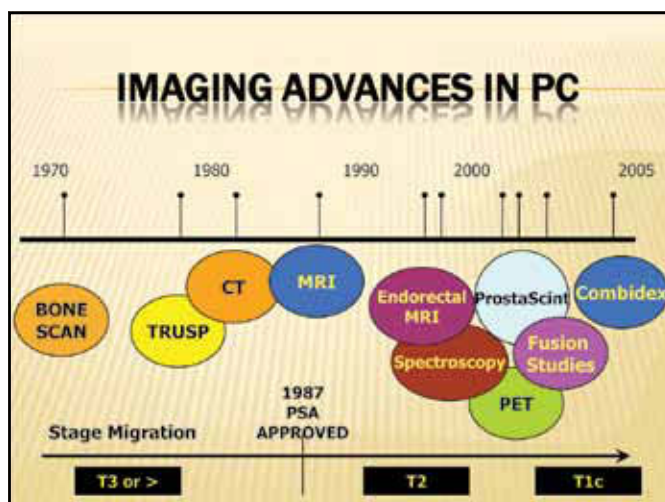 IMAGING ADVANCES IN PC
1970 1980 1990 2000 2005
BONE
SCAN
TRUSP
CT
MRI
Endorectal
MRI
Spectroscopy
ProstaScint
Fusion
Studies
PET
Combidex
1987
PSA
APPROVED
Stage Migration
T3 or > T2 T1c